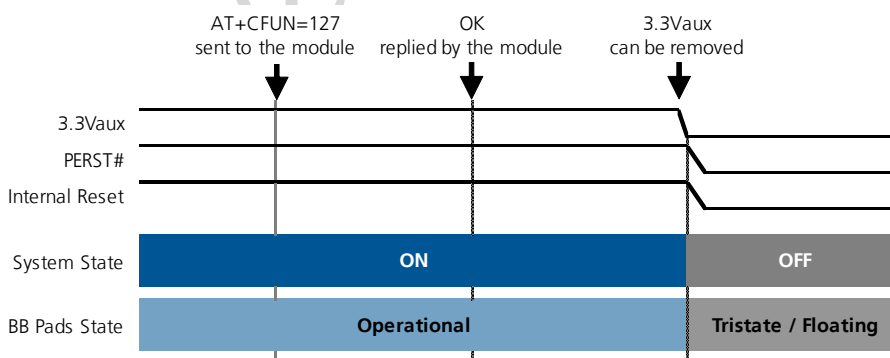 AT+CFUN=127
sent to the module
OK
replied by the module
3.3Vaux
can be removed
3.3Vaux
PERST#
Internal Reset
System State
ON
OFF
BB Pads State
Operational
Tristate / Floating